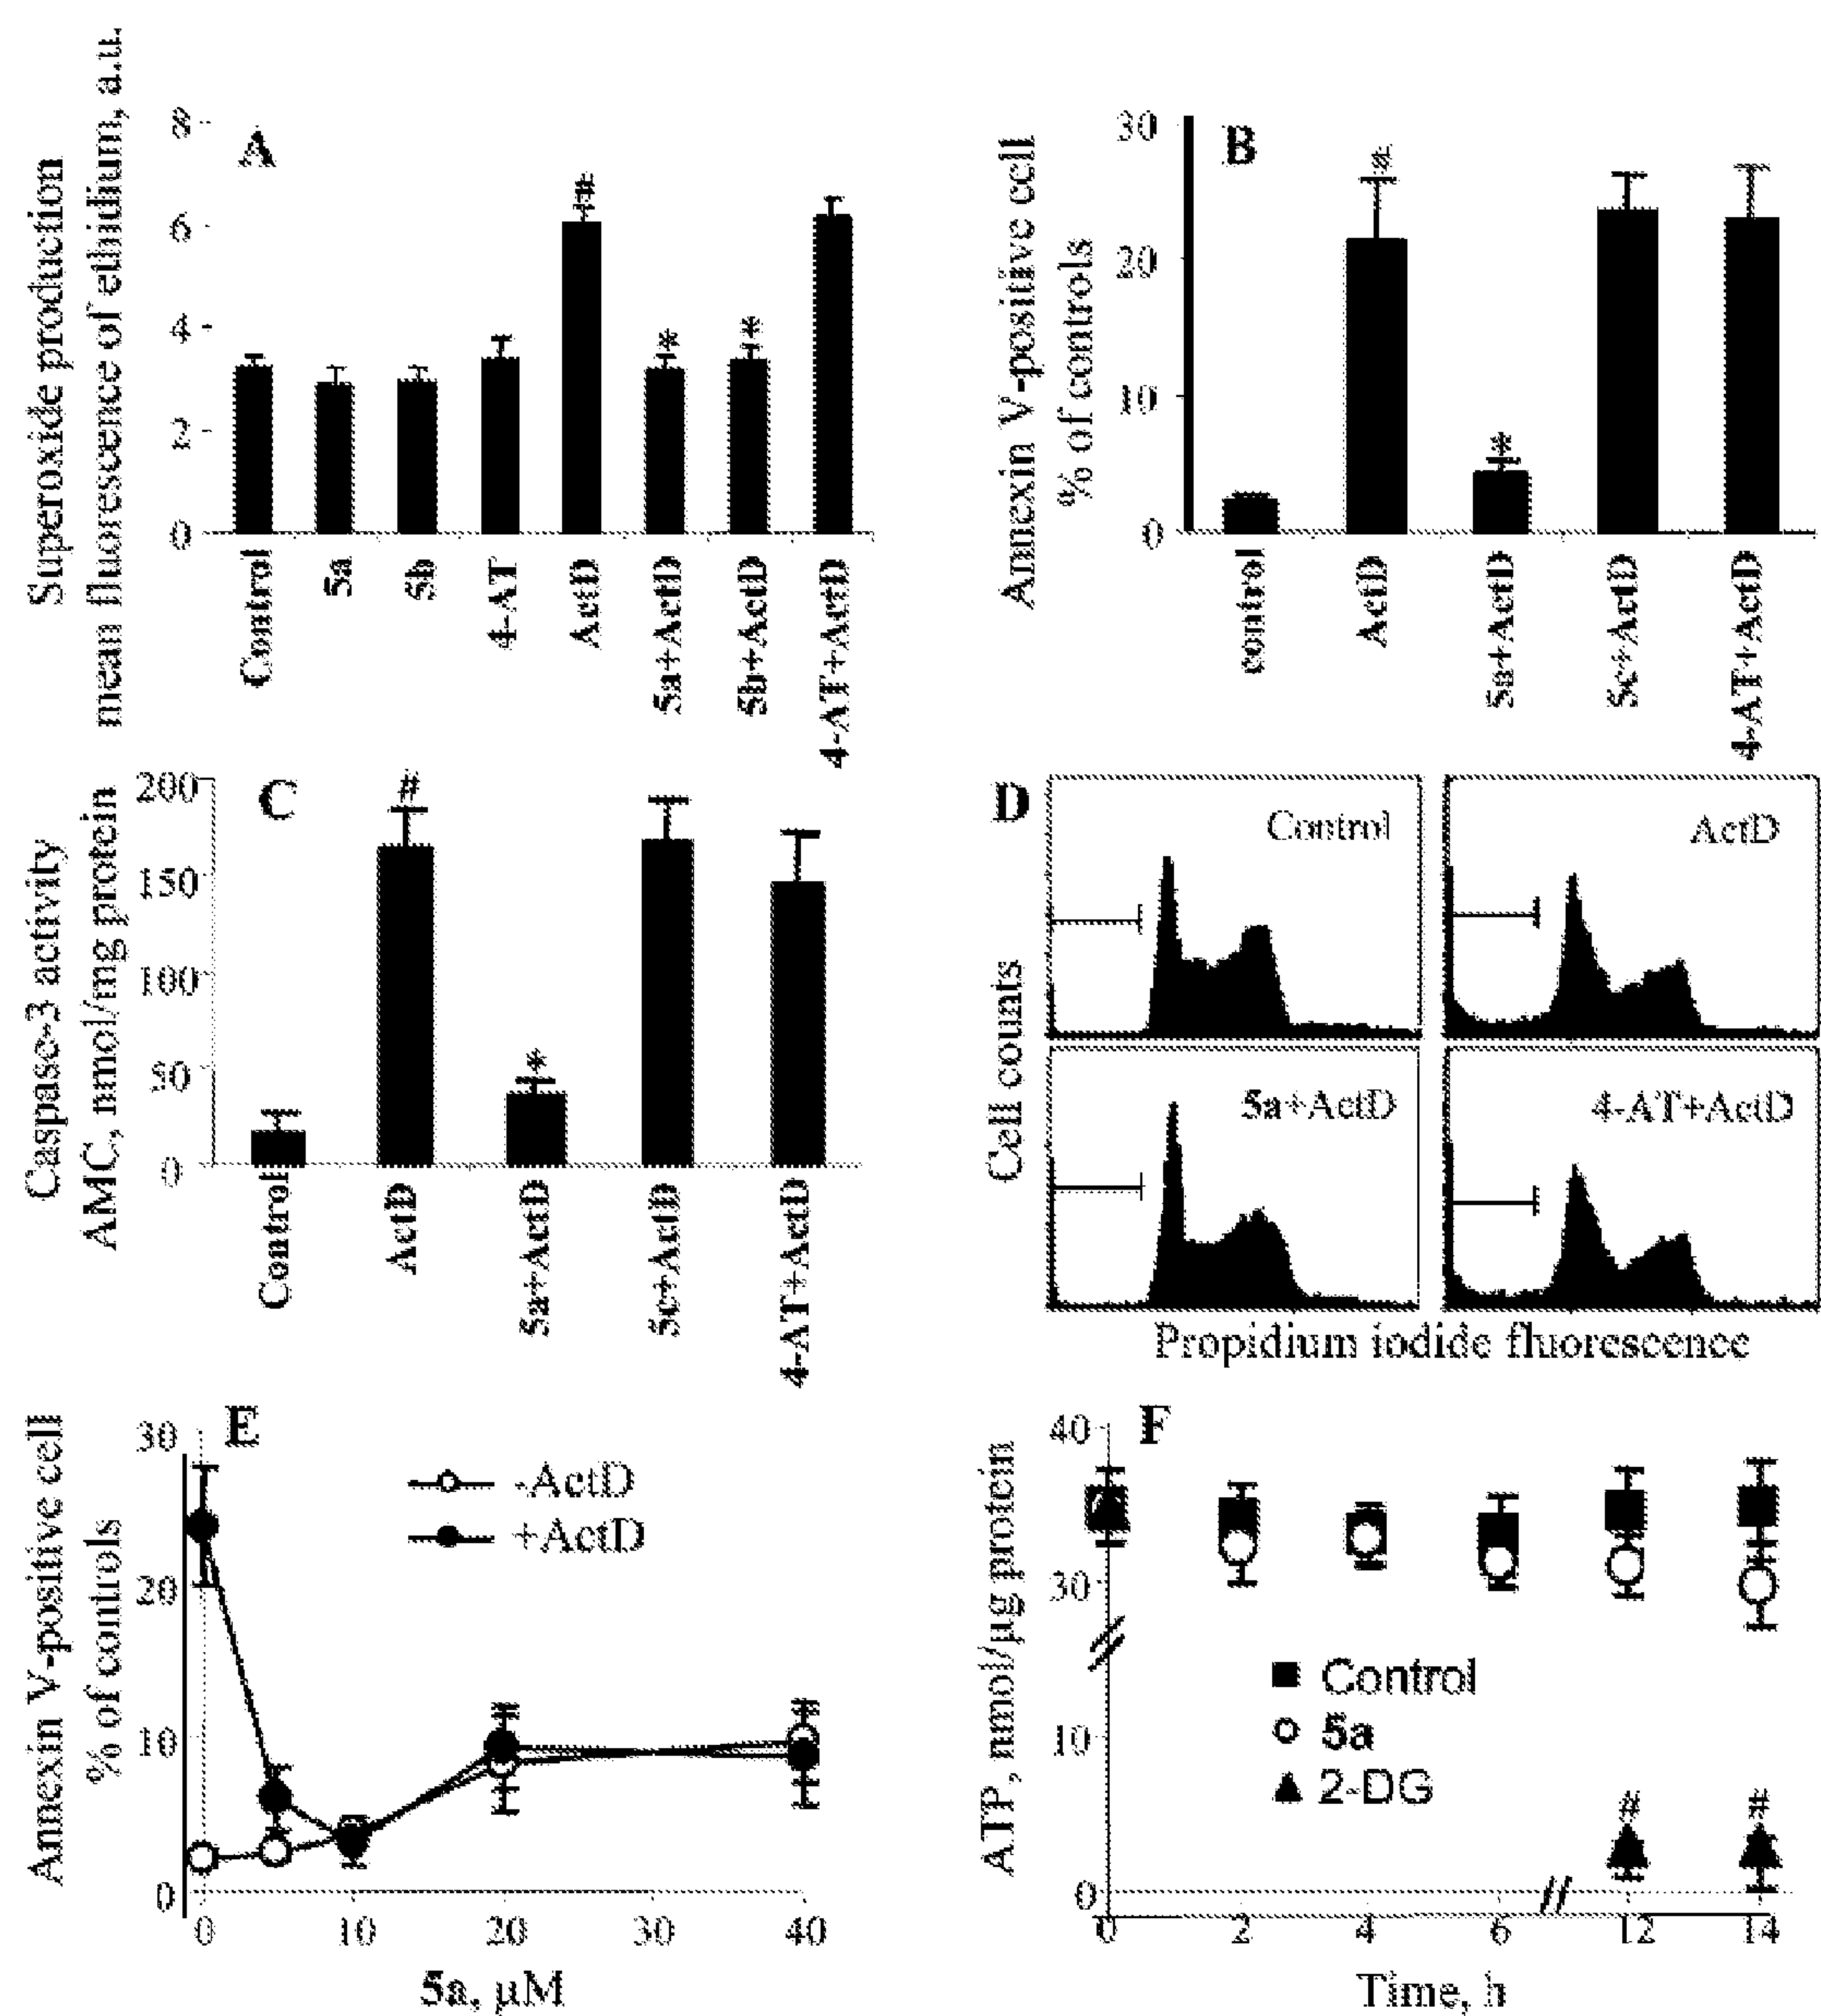 Superoxide production
mean fluorescence of ethidium, a.u.
A
8
6
4
2
0
#
*
*
Control
5a
5b
4-AT
ActD
5a+ActD
5b+ActD
4-AT+ActD
Annexin V-positive cell
% of controls
B
30
20
10
0
#
*
control
ActD
5a+ActD
5c+ActD
4-AT+ActD
Caspase-3 activity
AMC, nmol/mg protein
C
200
150
100
50
0
#
*
Control
ActD
5a+ActD
5c+ActD
4-AT+ActD
D
Cell counts
Control
ActD
5a+ActD
4-AT+ActD
Propidium iodide fluorescence
Annexin V-positive cell
% of controls
E
30
20
10
0
-ActD
+ActD
0 10 20 30 40
5a, µM
ATP, nmol/µg protein
F
40
30
10
0
Control
5a
2-DG
# #
0 2 4 6 12 14
Time, h